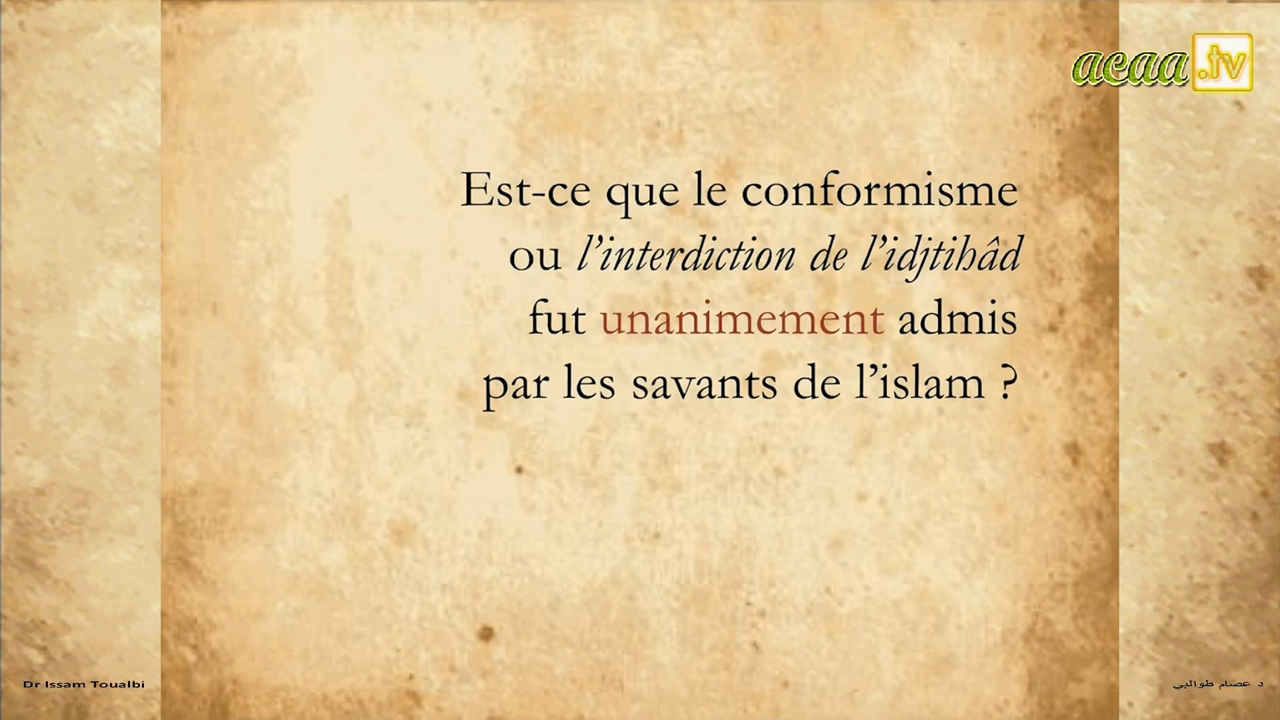 aeaa.tv
Est-ce que le conformisme
ou l’interdiction de l’idjtihâd
fut unanimement admis
par les savants de l’islam ?
Dr Issam Toualbi
د عصام طوالبي